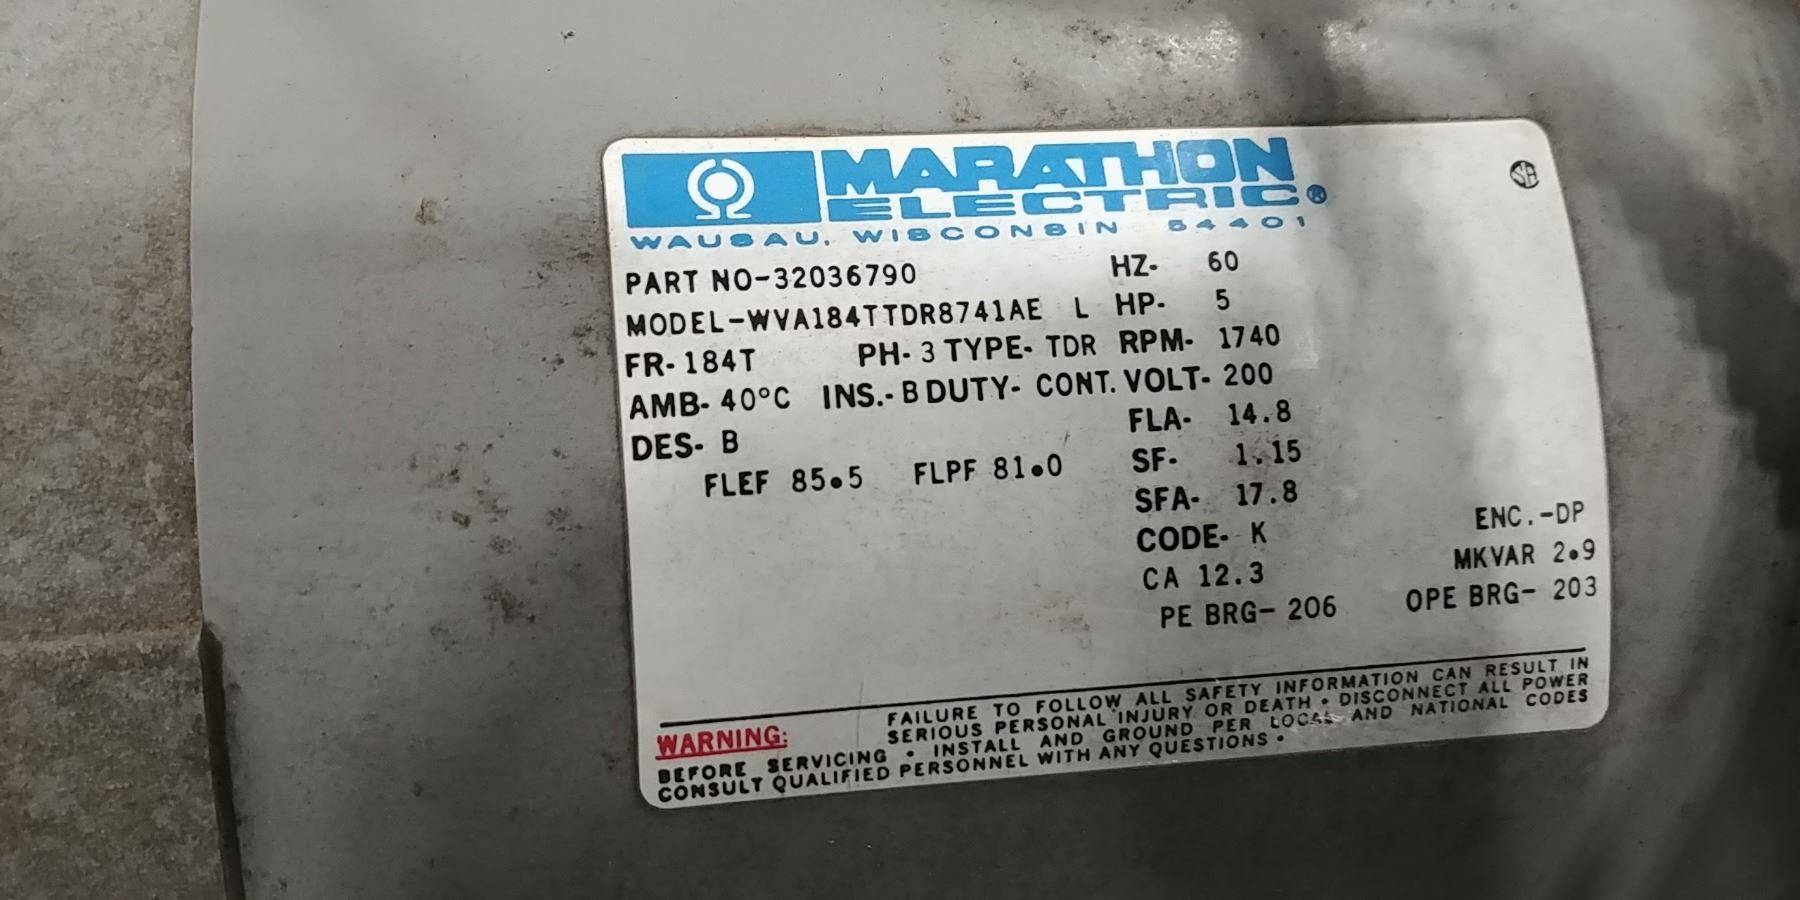 MARATHON
ELECTRIC®
WAUSAU, WISCONSIN 54401
PART NO-32036790 HZ- 60
MODEL-WVA184TTDR8741AE L HP- 5
FR-184T PH-3 TYPE-TDR RPM- 1740
AMB-40°C INS.-B DUTY-CONT. VOLT- 200
DES- B FLA- 14.8
FLEF 85.5 FLPF 81.0 SF- 1.15
SFA- 17.8
CODE- K ENC.-DP
CA 12.3 MKVAR 2.9
PE BRG- 206 OPE BRG- 203
WARNING: FAILURE TO FOLLOW ALL SAFETY INFORMATION CAN RESULT IN
SERIOUS PERSONAL INJURY OR DEATH • DISCONNECT ALL POWER
BEFORE SERVICING • INSTALL AND GROUND PER LOCAL AND NATIONAL CODES
CONSULT QUALIFIED PERSONNEL WITH ANY QUESTIONS •